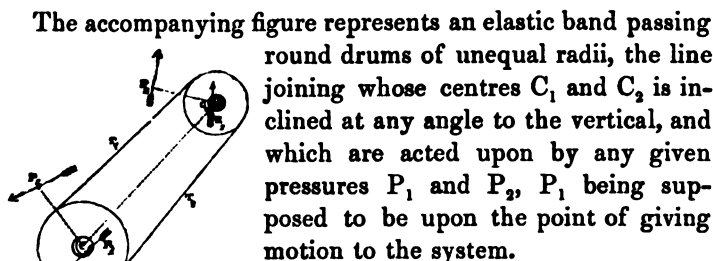 The accompanying figure represents an elastic band passing
round drums of unequal radii, the line
joining whose centres C₁ and C₂ is in-
clined at any angle to the vertical, and
which are acted upon by any given
pressures P₁ and P₂, P₁ being sup-
posed to be upon the point of giving
motion to the system.